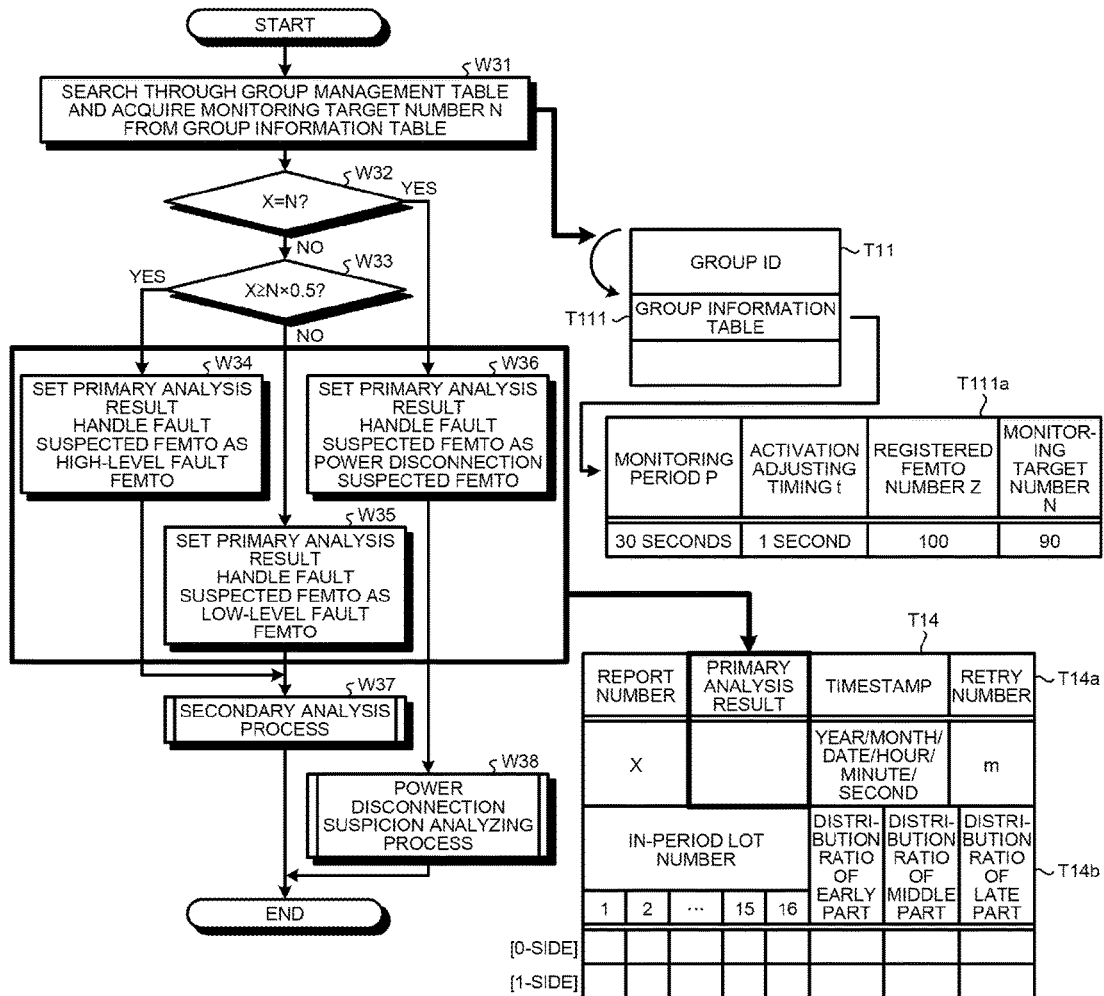 START
W31
SEARCH THROUGH GROUP MANAGEMENT TABLE
AND ACQUIRE MONITORING TARGET NUMBER N
FROM GROUP INFORMATION TABLE
W32
X=N?
YES
NO
W33
X≥N×0.5?
YES
NO
W34
SET PRIMARY ANALYSIS
RESULT
HANDLE FAULT
SUSPECTED FEMTO AS
HIGH-LEVEL FAULT
FEMTO
W36
SET PRIMARY ANALYSIS
RESULT
HANDLE FAULT
SUSPECTED FEMTO AS
POWER DISCONNECTION
SUSPECTED FEMTO
W35
SET PRIMARY ANALYSIS
RESULT
HANDLE FAULT
SUSPECTED FEMTO AS
LOW-LEVEL FAULT
FEMTO
W37
SECONDARY ANALYSIS
PROCESS
W38
POWER
DISCONNECTION
SUSPICION ANALYZING
PROCESS
END
T11
GROUP ID
T111
GROUP INFORMATION
TABLE
T111a
MONITORING
PERIOD P
ACTIVATION
ADJUSTING
TIMING t
REGISTERED
FEMTO
NUMBER Z
MONITOR-
ING
TARGET
NUMBER
N
30 SECONDS
1 SECOND
100
90
T14
T14a
REPORT
NUMBER
PRIMARY
ANALYSIS
RESULT
TIMESTAMP
RETRY
NUMBER
X
YEAR/MONTH/
DATE/HOUR/
MINUTE/
SECOND
m
T14b
IN-PERIOD LOT
NUMBER
DISTRI-
BUTION
RATIO
OF
EARLY
PART
DISTRI-
BUTION
RATIO
OF
MIDDLE
PART
DISTRI-
BUTION
RATIO
OF
LATE
PART
1 2 ... 15 16
[0-SIDE]
[1-SIDE]